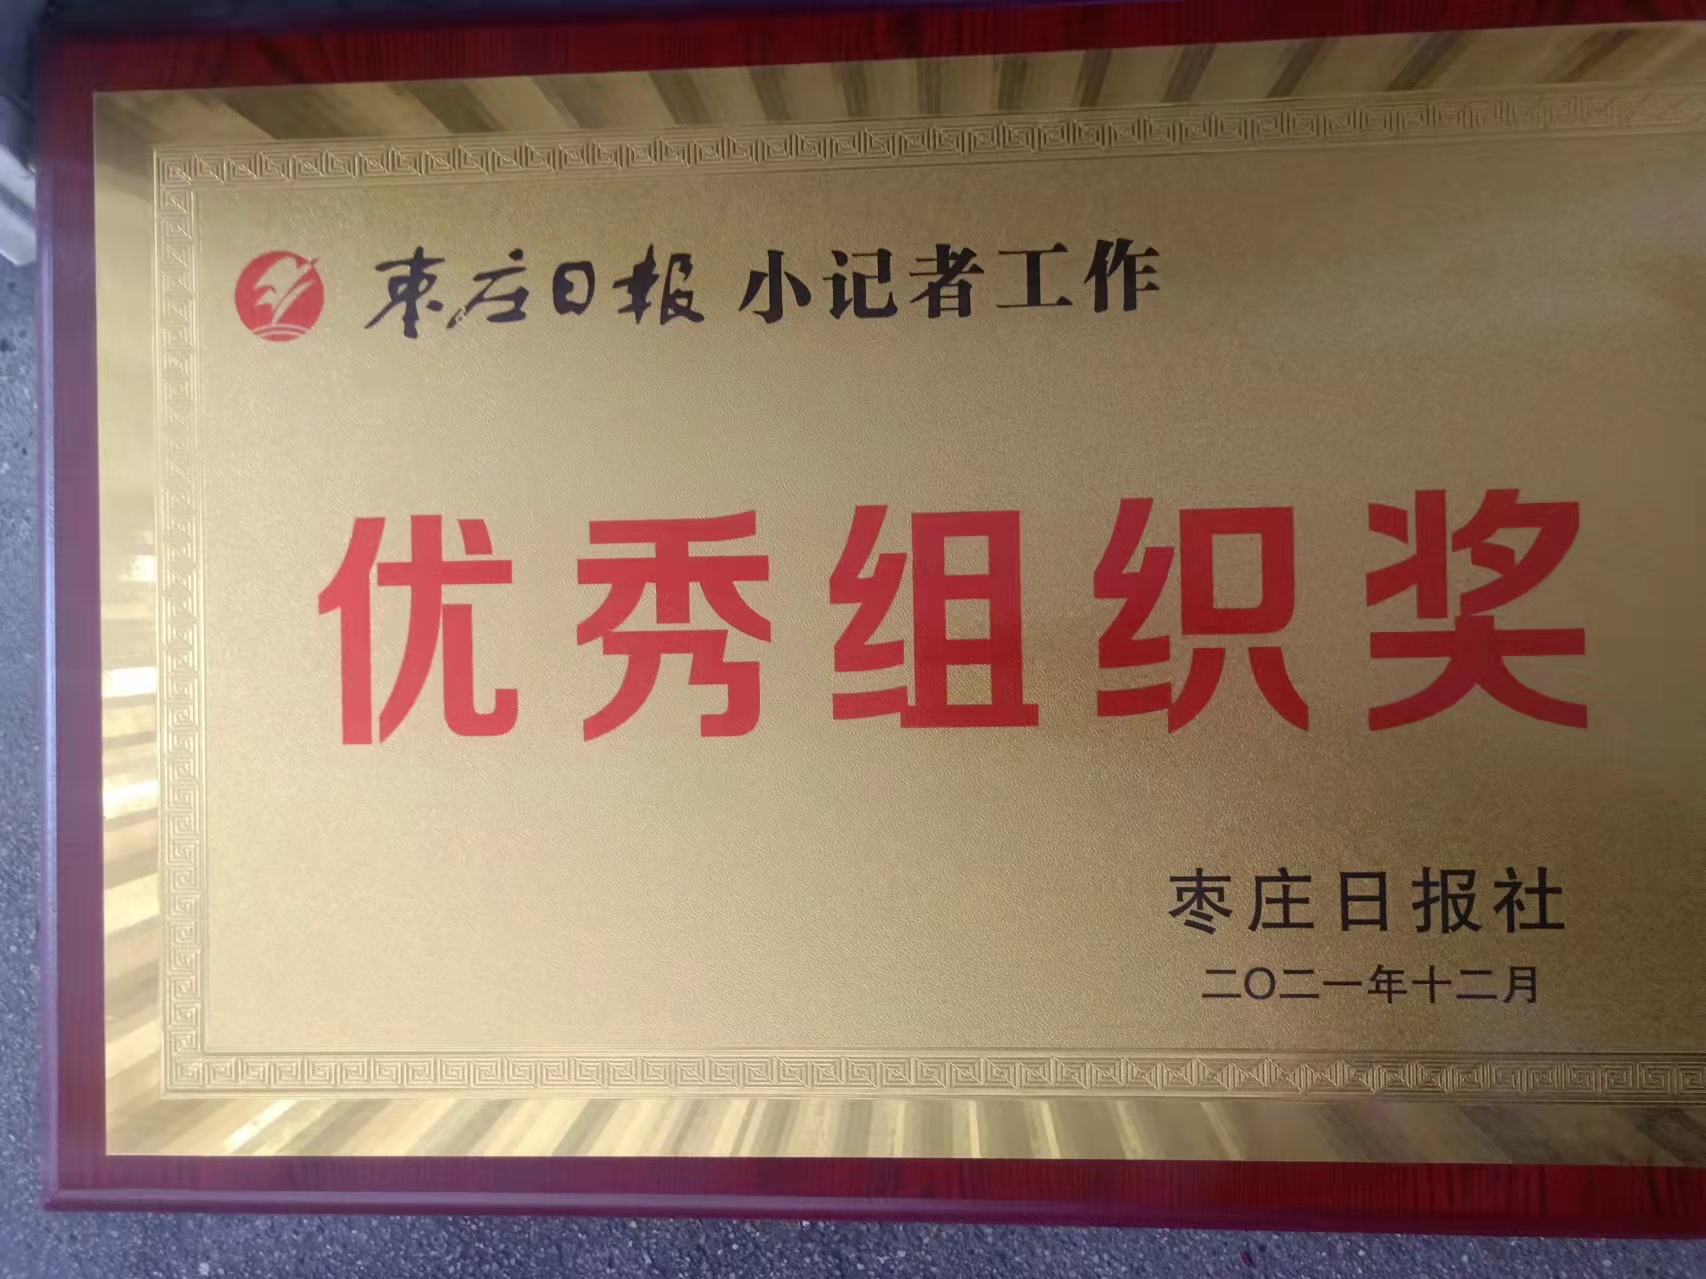 枣庄日报 小记者工作
优秀组织奖
枣庄日报社
二〇二一年十二月